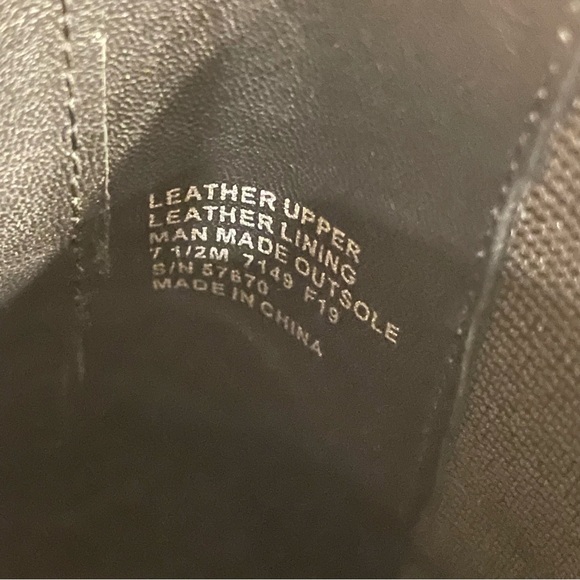 LEATHER UPPER
LEATHER LINING
MAN MADE OUTSOLE
7 1/2M 7149 F19
S/N 57670
MADE IN CHINA